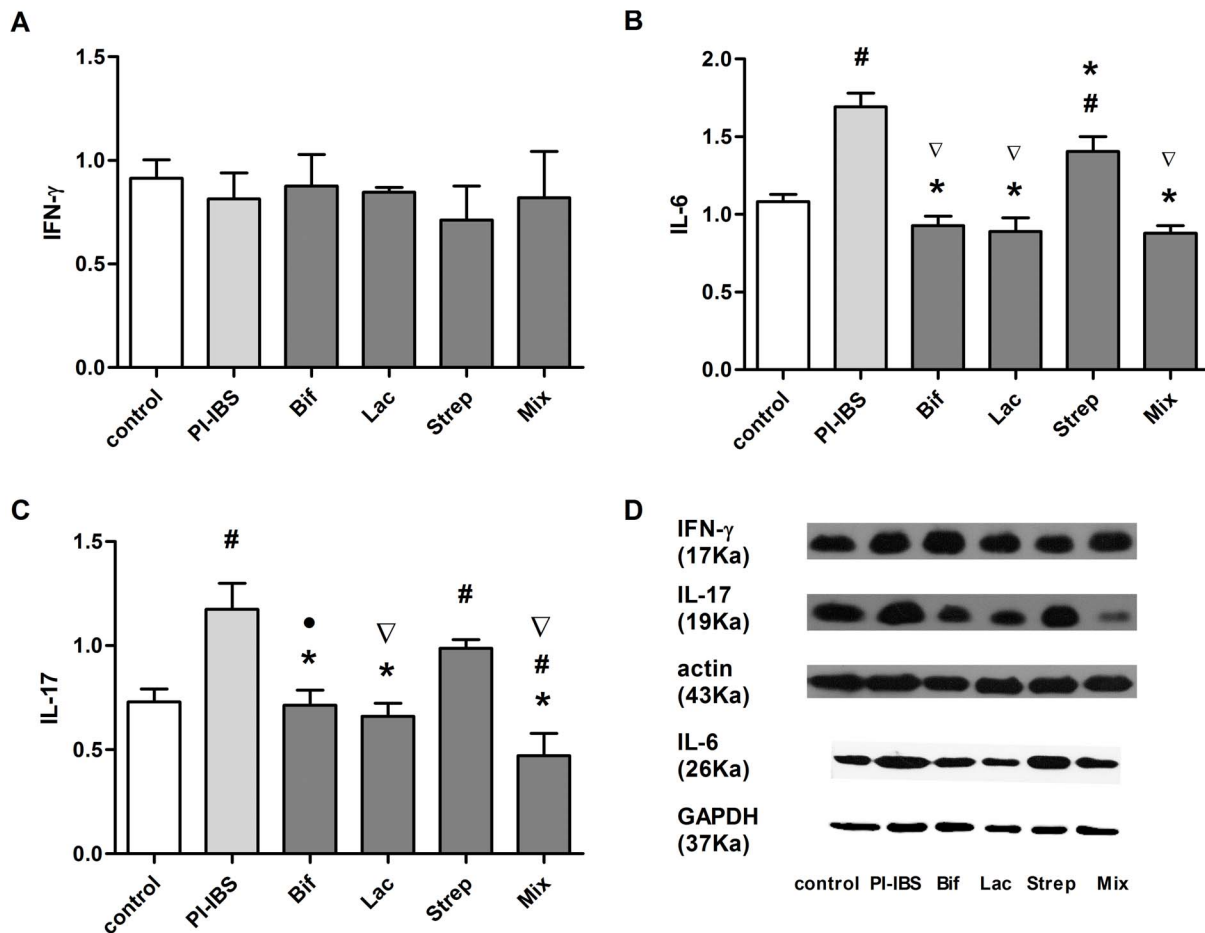 A
IFN-γ
1.5
1.0
0.5
0.0
control
PI-IBS
Bif
Lac
Strep
Mix
B
IL-6
2.0
1.5
1.0
0.5
0.0
#
▽
*
▽
*
*
#
▽
*
control
PI-IBS
Bif
Lac
Strep
Mix
C
IL-17
1.5
1.0
0.5
0.0
#
•
*
▽
*
#
▽
#
*
control
PI-IBS
Bif
Lac
Strep
Mix
D
IFN-γ
(17Ka)
IL-17
(19Ka)
actin
(43Ka)
IL-6
(26Ka)
GAPDH
(37Ka)
control PI-IBS Bif Lac Strep Mix